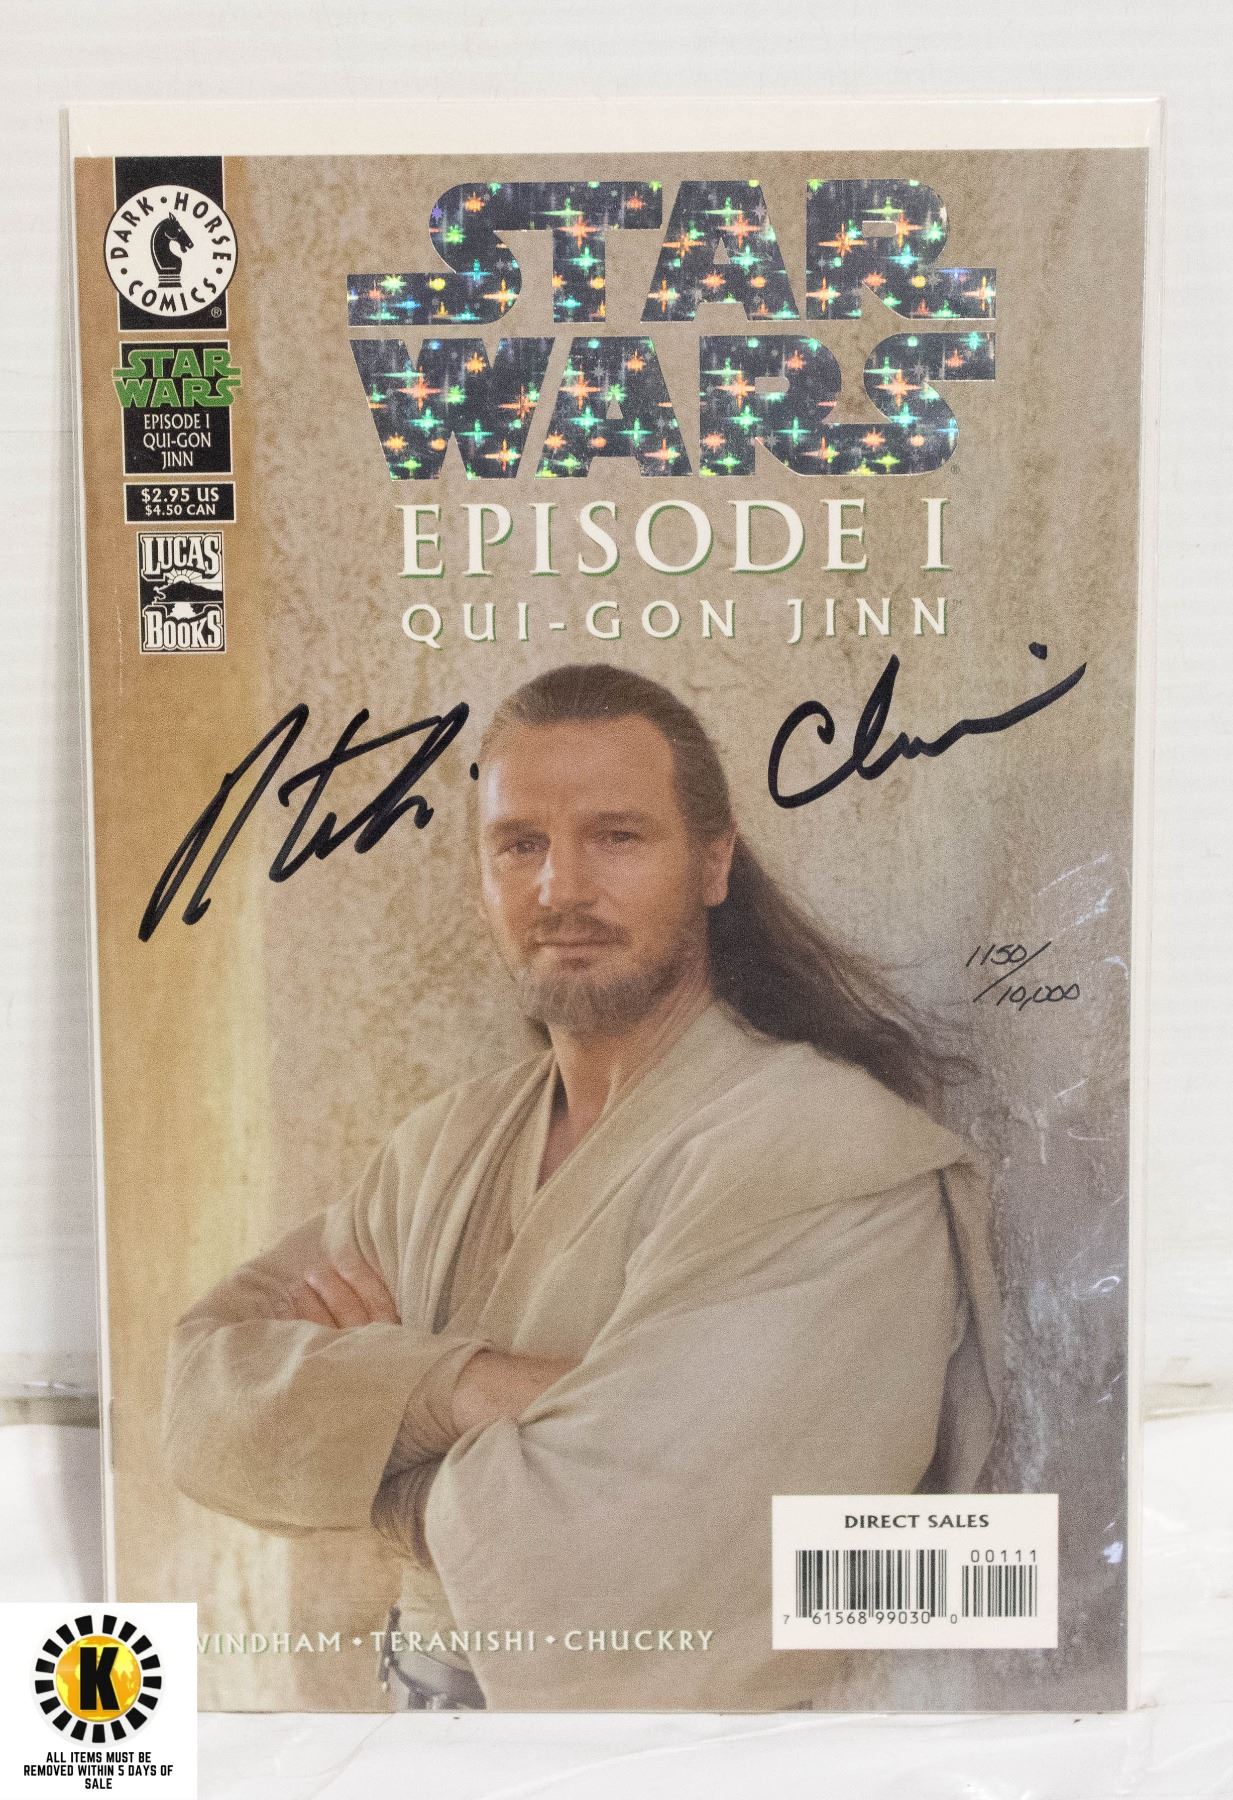 DARK • HORSE
• COMICS •
®
STAR
WARS
EPISODE I
QUI-GON
JINN
$2.95 US
$4.50 CAN
LUCAS
BOOKS
STAR
WARS
®
EPISODE I
QUI-GON JINN™
1150/
10,000
DIRECT SALES
00111
7 61568 99030 0
WINDHAM • TERANISHI • CHUCKRY
K
ALL ITEMS MUST BE
REMOVED WITHIN 5 DAYS OF
SALE